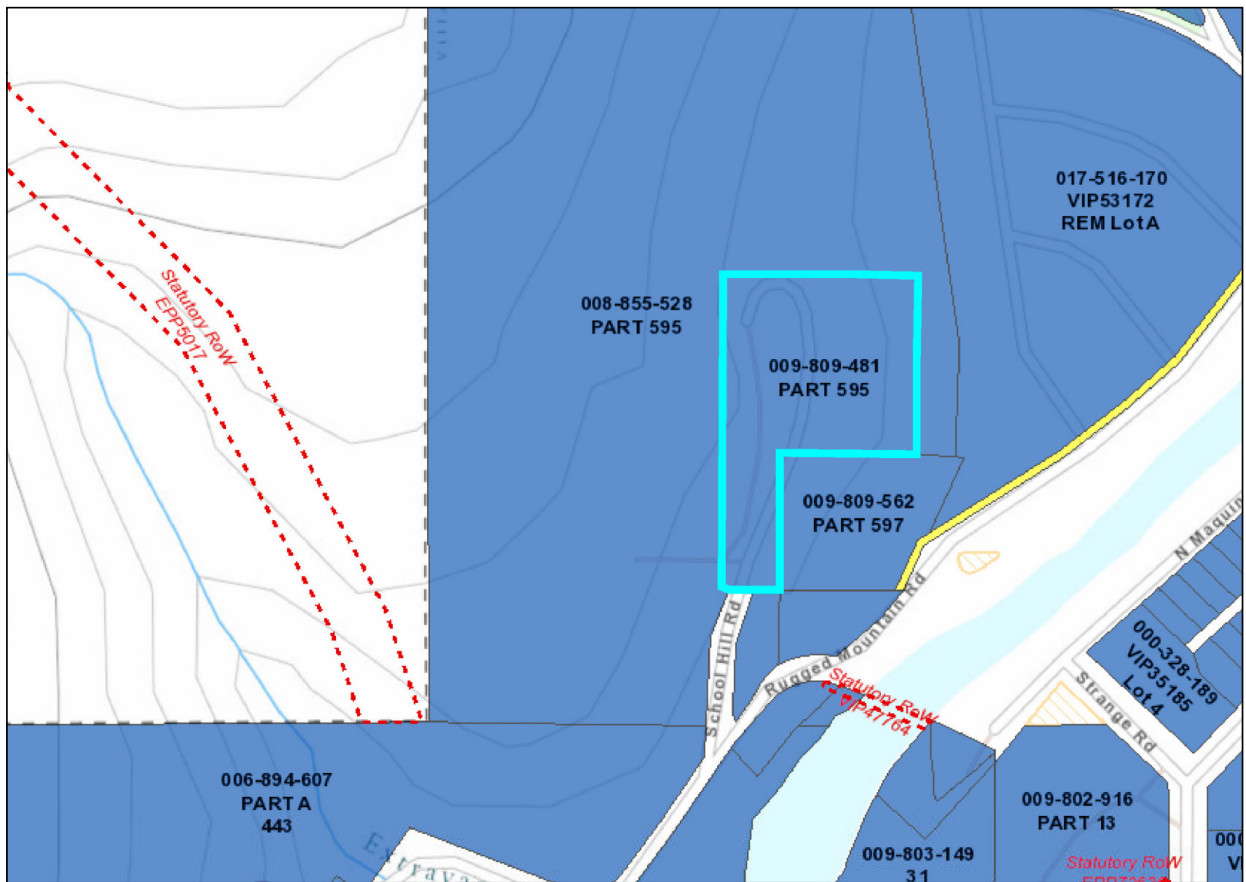 017-516-170
VIP53172
REM Lot A
Statutory RoW
EPP5017
008-855-528
PART 595
009-809-481
PART 595
009-809-562
PART 597
N Maquin
School Hill Rd
Rugged Mountain Rd
000-328-189
VIP35185
Lot 4
Statutory RoW
VIP47764
Strange Rd
006-894-607
PART A
443
009-802-916
PART 13
Extrava
009-803-149
31
Statutory RoW